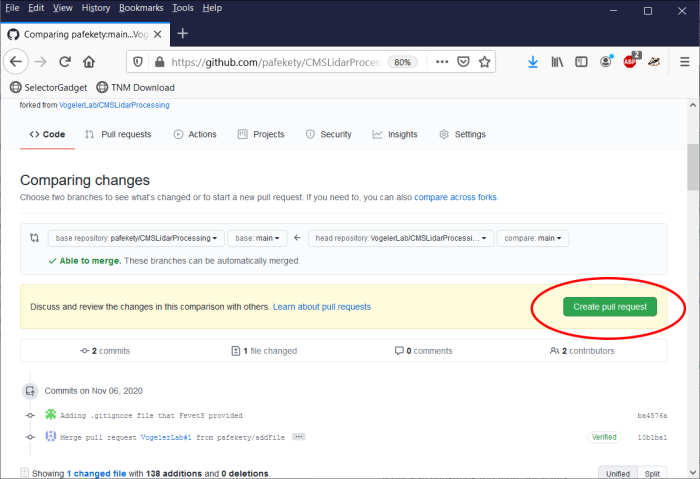 File Edit View History Bookmarks Tools Help
Comparing pafekety:main...Vog
https://github.com/pafekety/CMSLidarProces 80%
ABP 2
SelectorGadget TNM Download
forked from VogelerLab/CMSLidarProcessing
Code Pull requests Actions Projects Security Insights Settings
Comparing changes
Choose two branches to see what's changed or to start a new pull request. If you need to, you can also compare across forks.
base repository: pafekety/CMSLidarProcessing base: main head repository: VogelerLab/CMSLidarProcessi... compare: main
Able to merge. These branches can be automatically merged.
Discuss and review the changes in this comparison with others. Learn about pull requests Create pull request
2 commits 1 file changed 0 comments 2 contributors
Commits on Nov 06, 2020
Adding .gitignore file that FevetS provided ba4576a
Merge pull request VogelerLab#1 from pafekety/addFile ... Verified 10b1ba1
Showing 1 changed file with 138 additions and 0 deletions. Unified Split